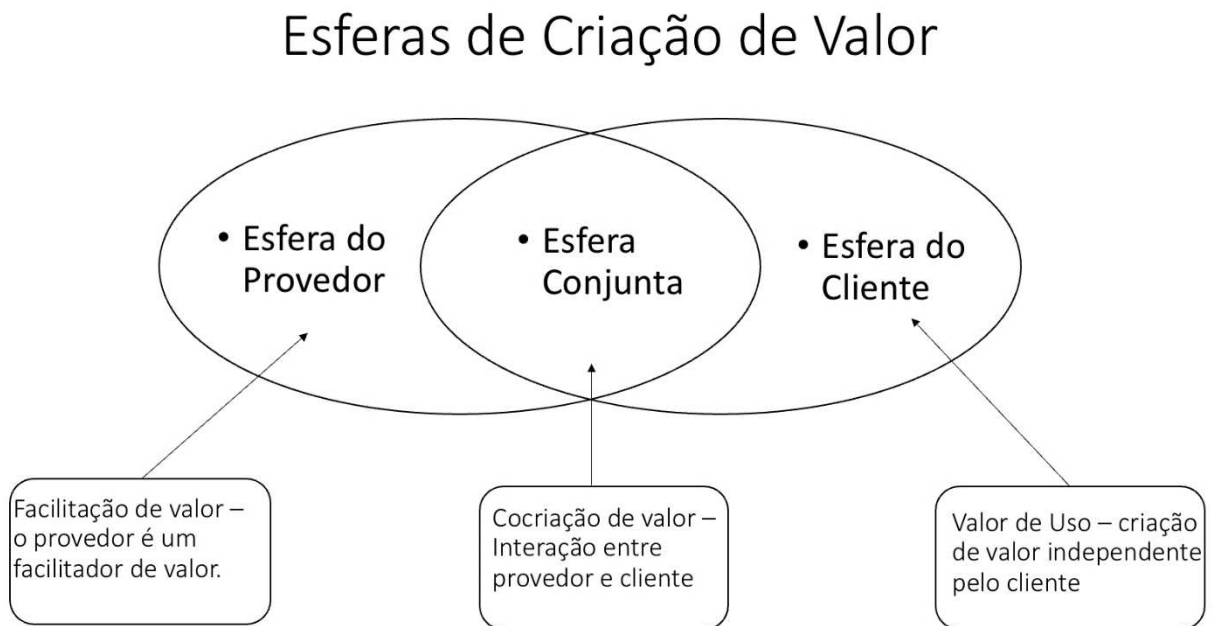 Esferas de Criação de Valor
• Esfera do
Provedor
• Esfera
Conjunta
• Esfera do
Cliente
Facilitação de valor –
o provedor é um
facilitador de valor.
Cocriação de valor –
Interação entre
provedor e cliente
Valor de Uso – criação
de valor independente
pelo cliente